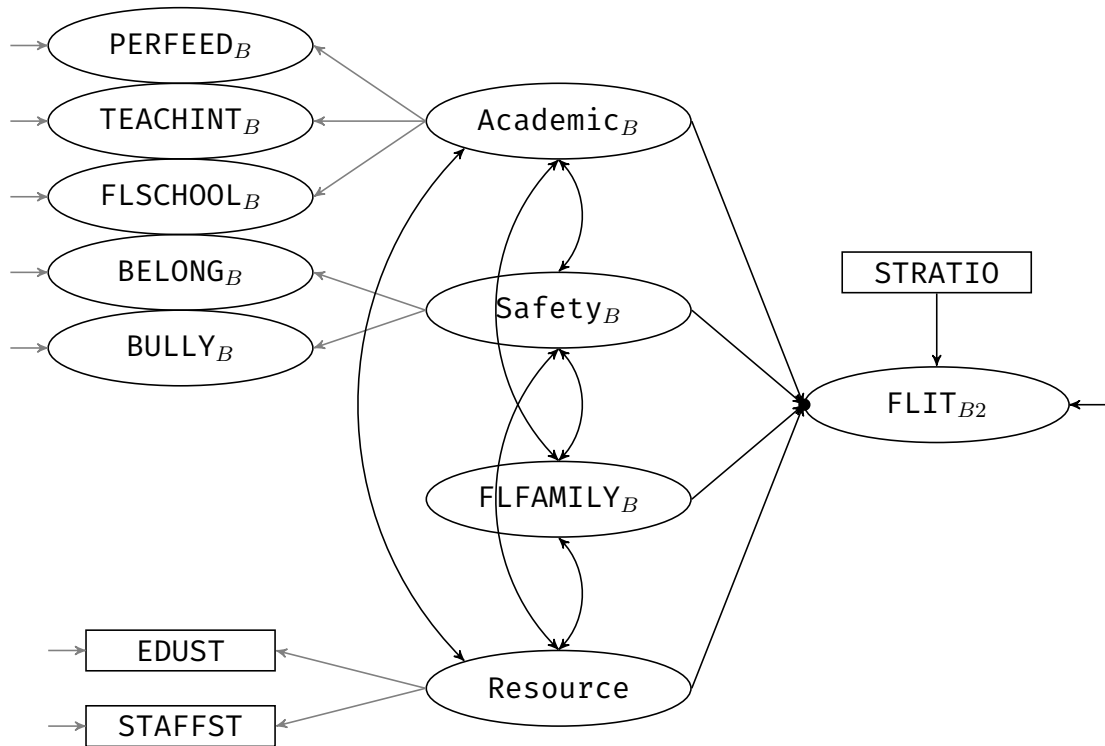 PERFEED_B
TEACHINT_B
FLSCHOOL_B
BELONG_B
BULLY_B
EDUST
STAFFST
Academic_B
Safety_B
FLFAMILY_B
Resource
STRATIO
FLIT_B2